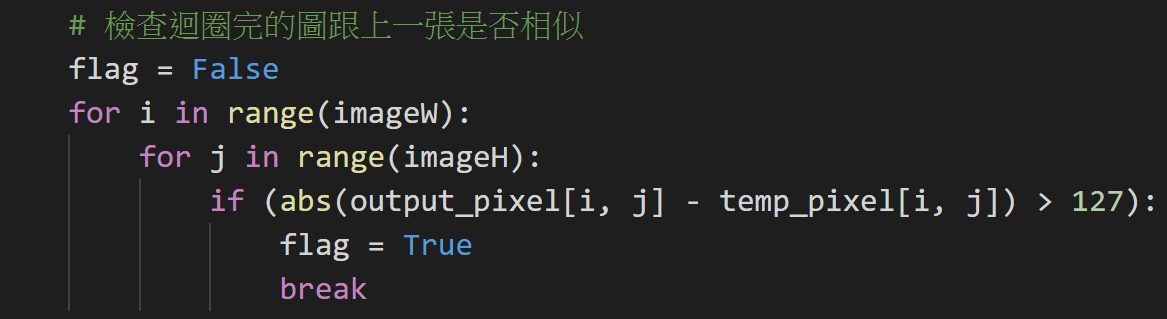 # 檢查迴圈完的圖跟上一張是否相似
flag = False
for i in range(imageW):
    for j in range(imageH):
        if (abs(output_pixel[i, j] - temp_pixel[i, j]) > 127):
            flag = True
            break